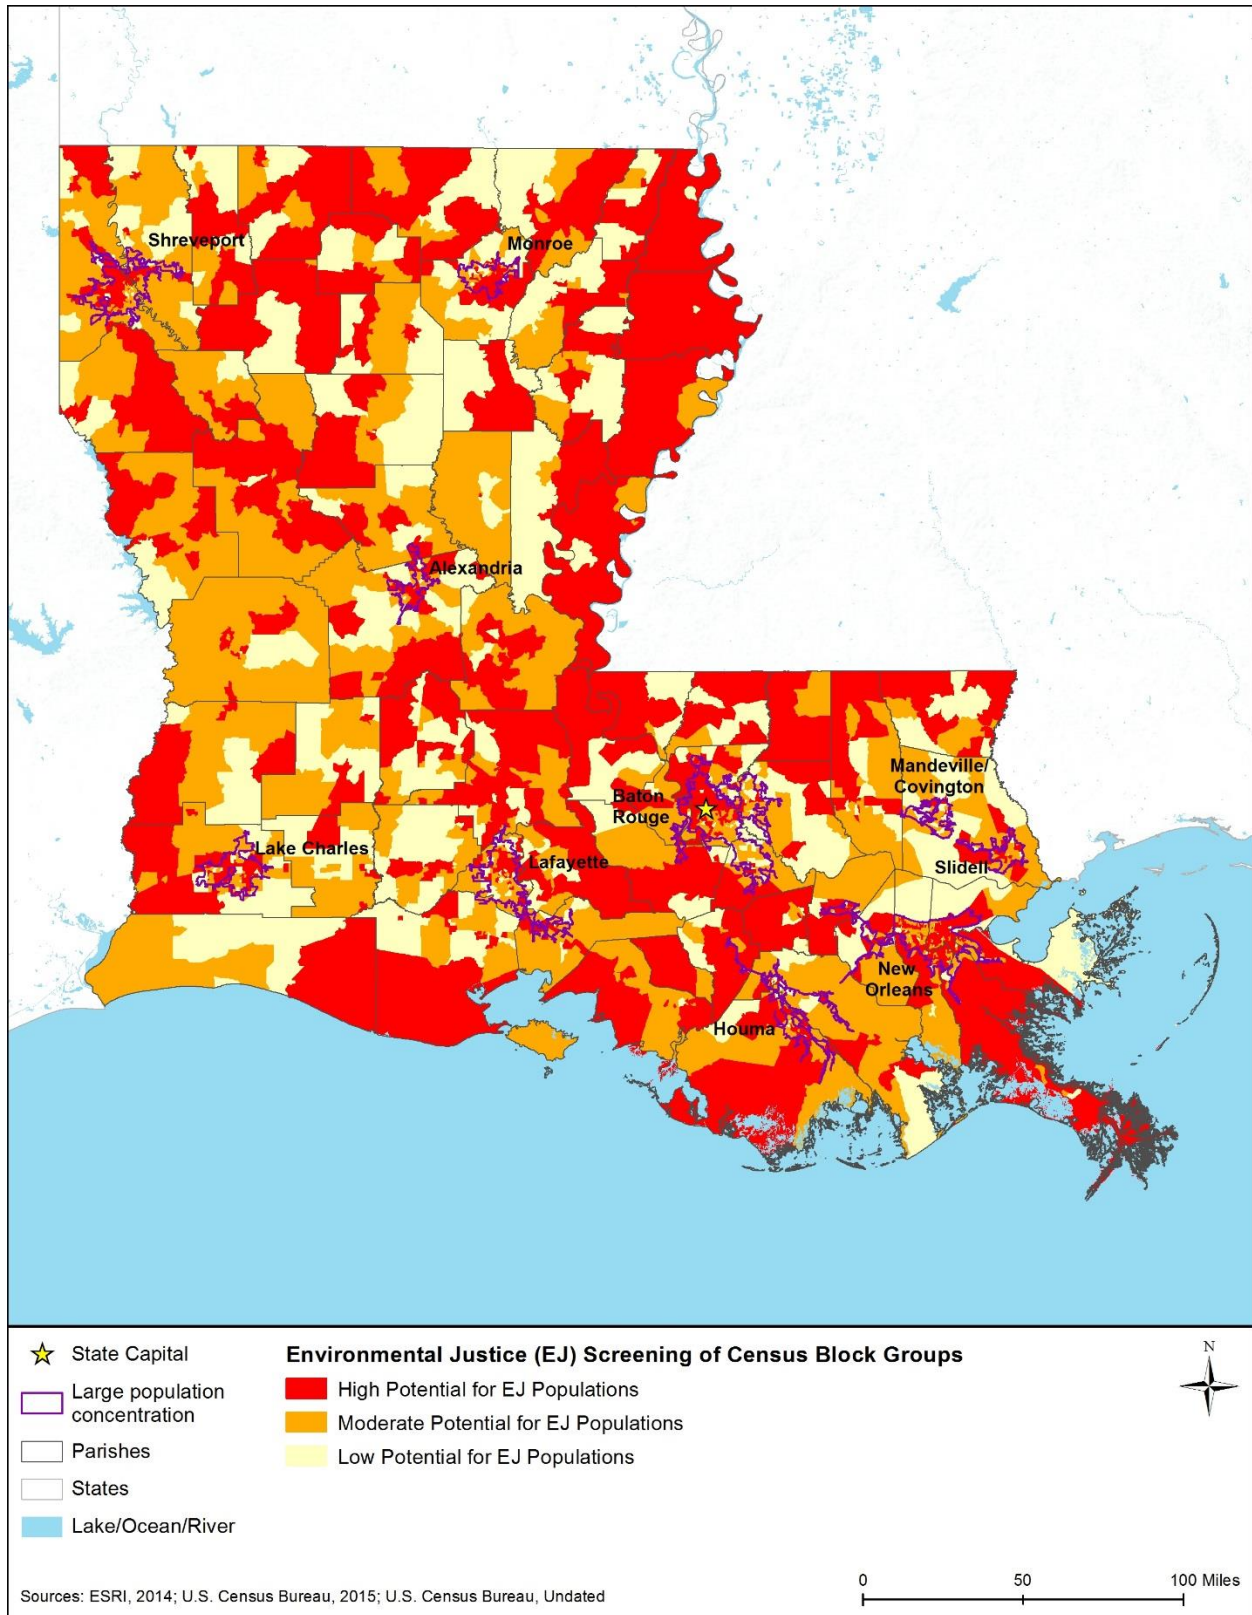 Shreveport
Monroe
Alexandria
Mandeville/
Covington
Baton
Rouge
Lake Charles
Lafayette
Slidell
New
Orleans
Houma
State Capital
Large population
concentration
Parishes
States
Lake/Ocean/River
Environmental Justice (EJ) Screening of Census Block Groups
High Potential for EJ Populations
Moderate Potential for EJ Populations
Low Potential for EJ Populations
N
0 50 100 Miles
Sources: ESRI, 2014; U.S. Census Bureau, 2015; U.S. Census Bureau, Undated